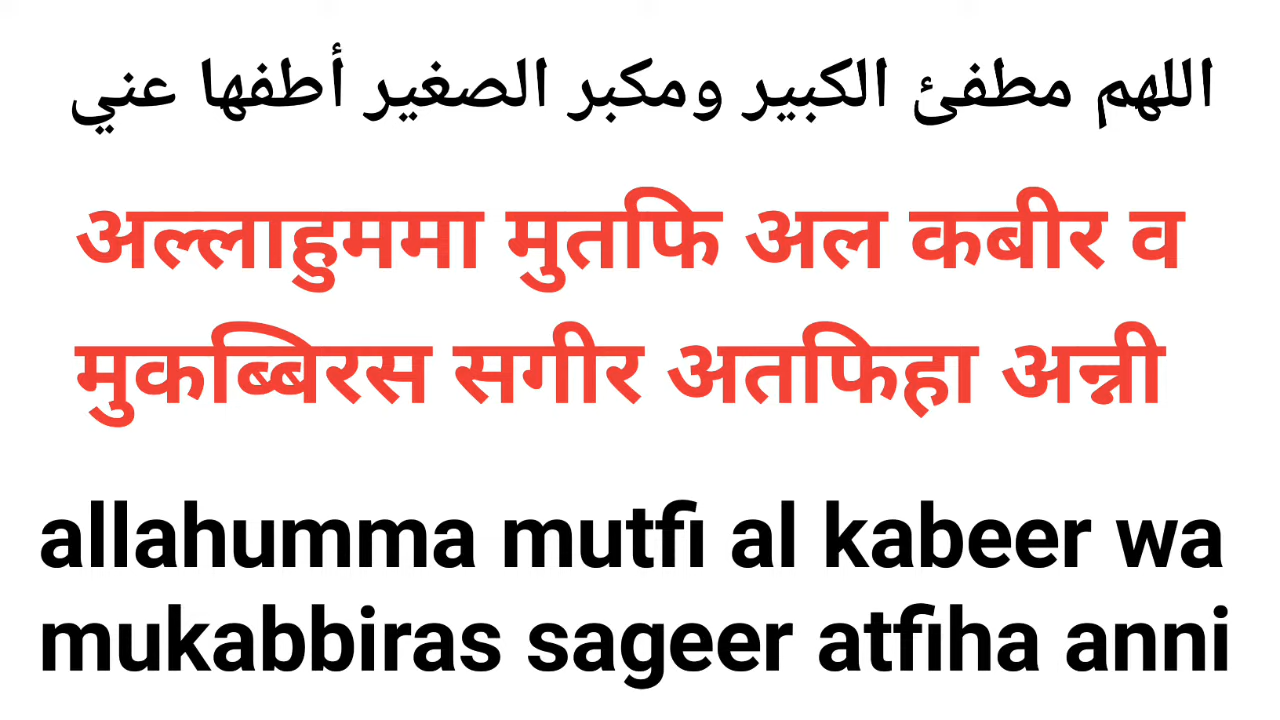 اللهم مطفئ الكبير ومكبر الصغير أطفها عني
अल्लाहुममा मुतफि अल कबीर व
मुकब्बिरस सगीर अतफिहा अन्नी
allahumma mutfi al kabeer wa
mukabbiras sageer atfiha anni